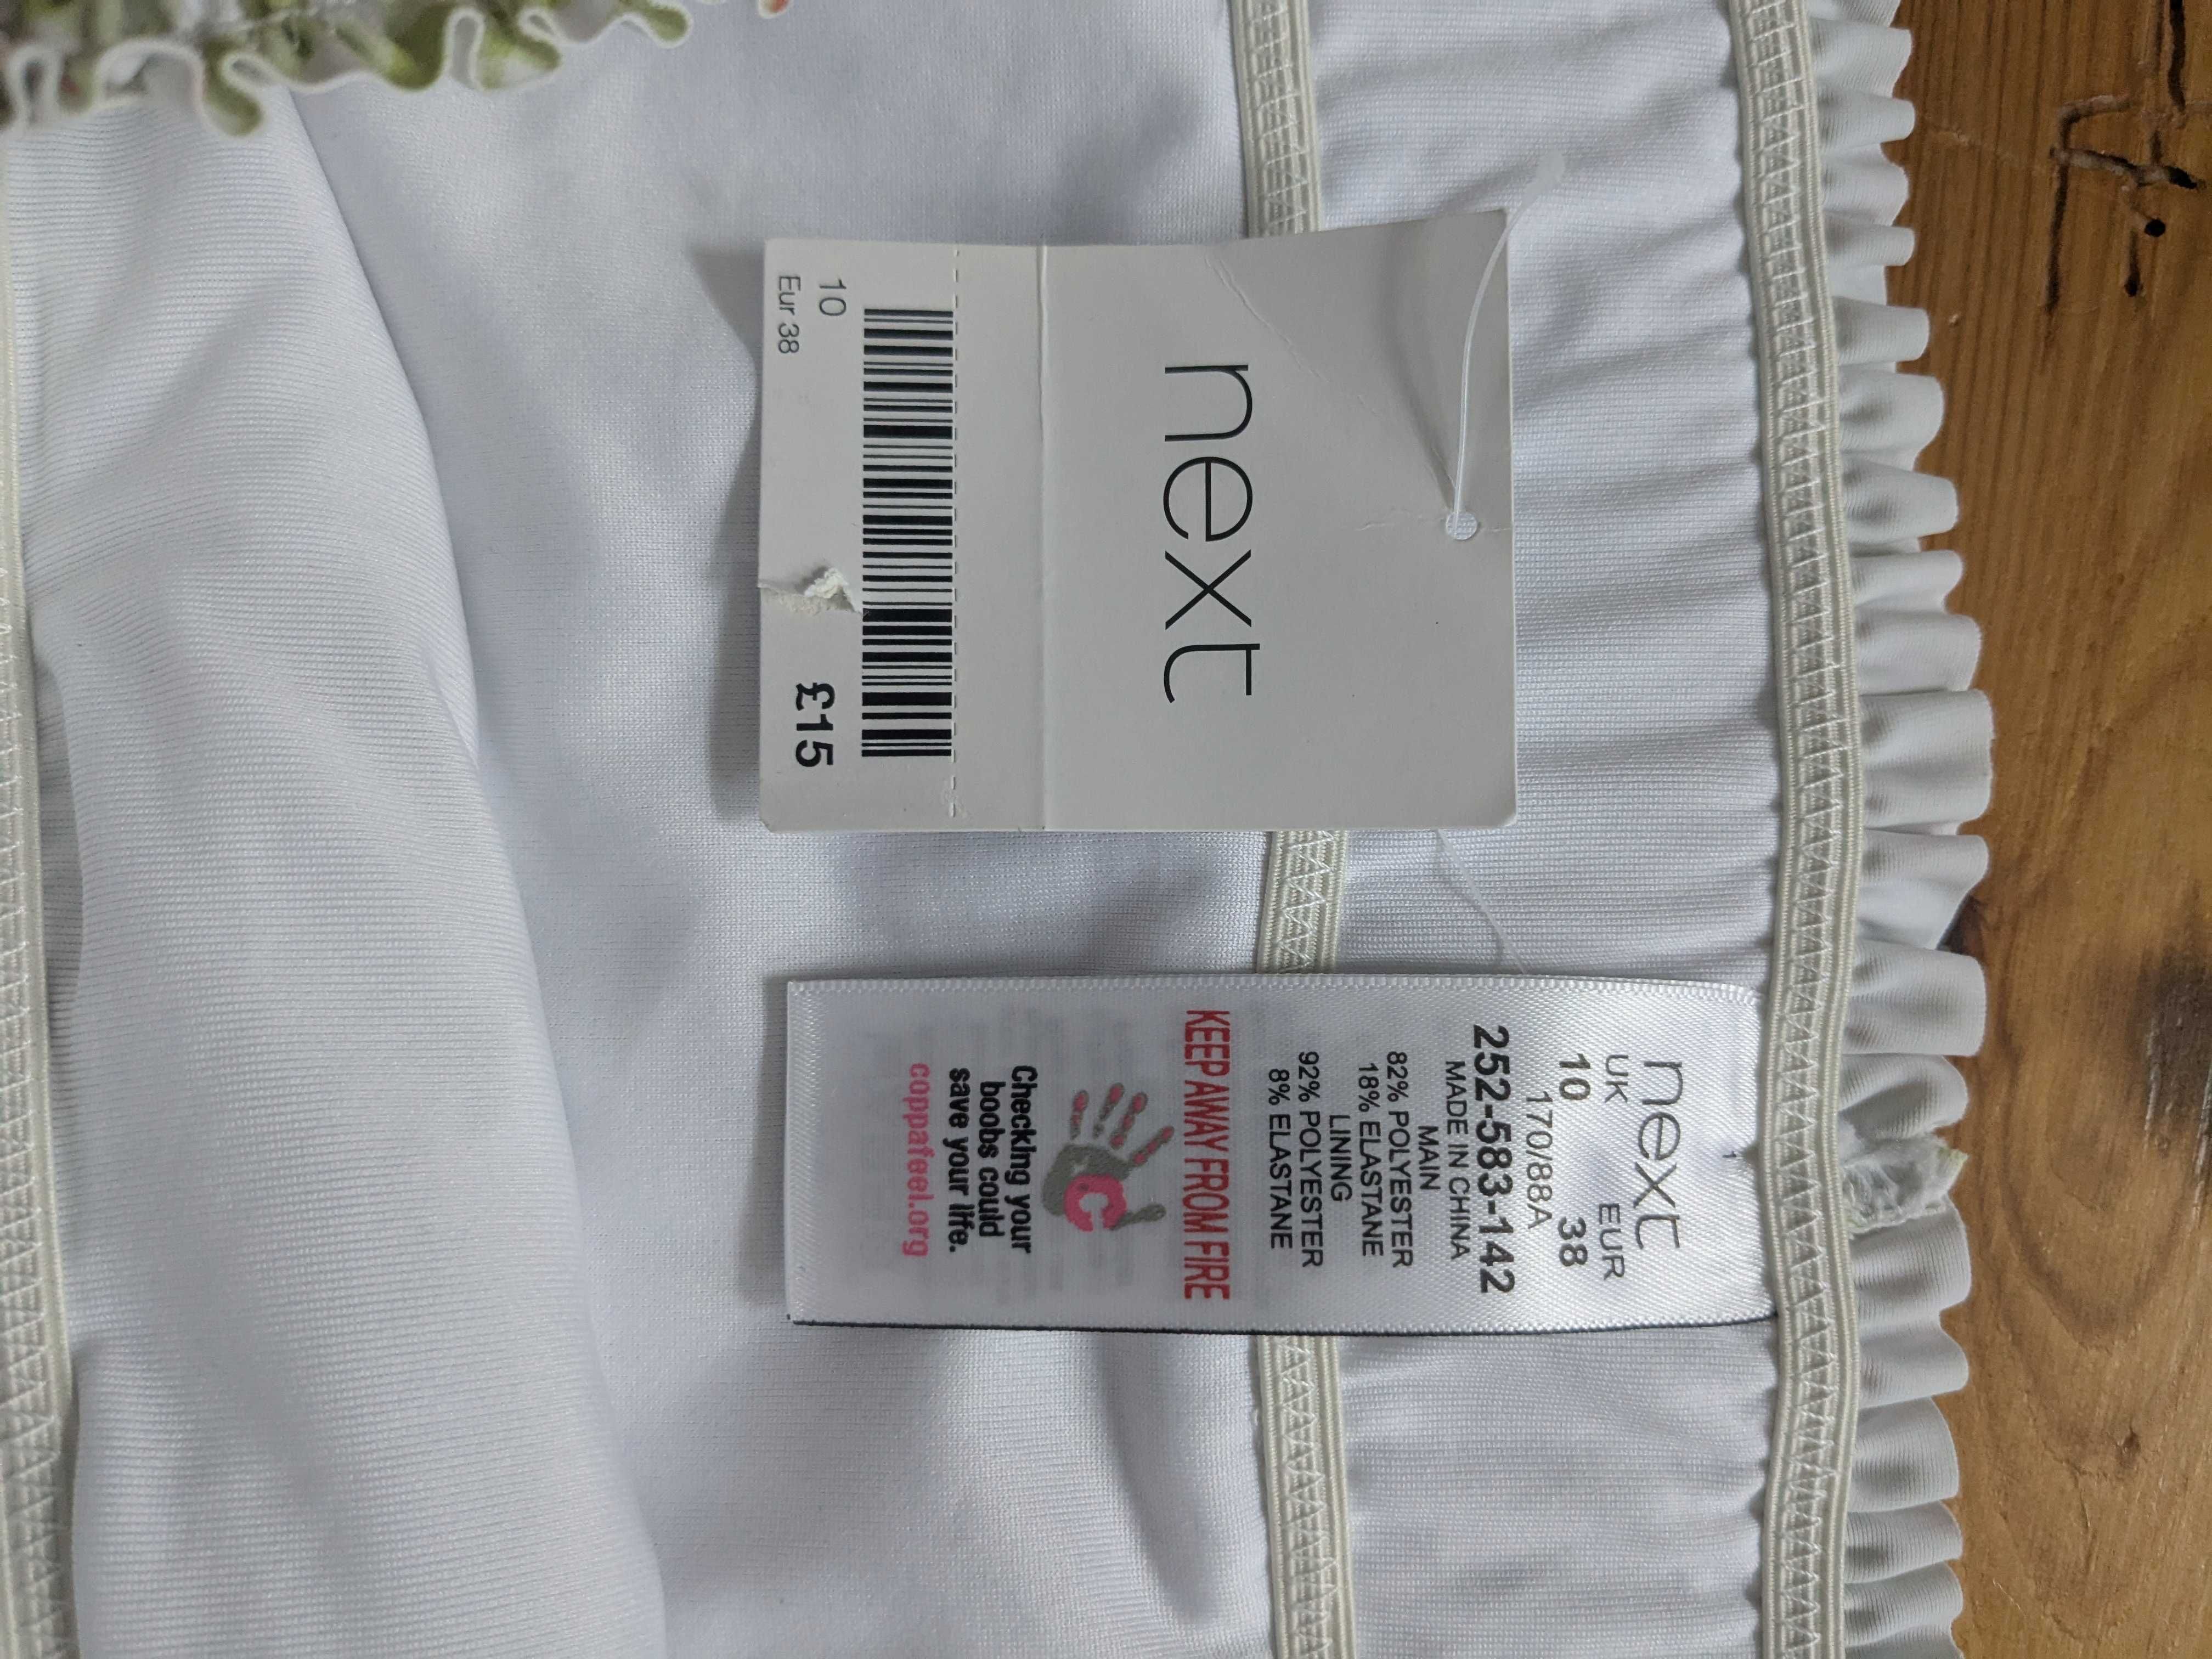 next
10
Eur 38
£15
next
UK EUR
10 38
170/88A
252-583-142
MADE IN CHINA
MAIN
82% POLYESTER
18% ELASTANE
LINING
92% POLYESTER
8% ELASTANE
KEEP AWAY FROM FIRE
C
Checking your
boobs could
save your life.
coppafeel.org